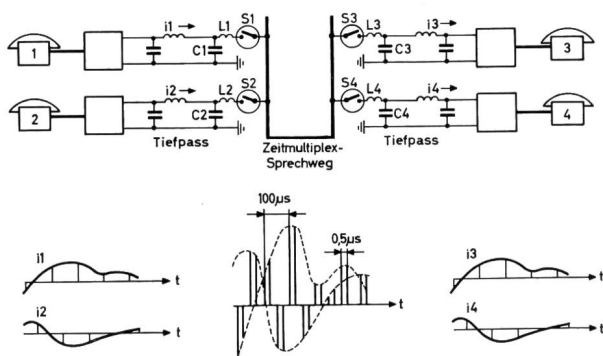 i1 L1 S1 S3 L3 i3
1 C1 C3 3
i2 L2 S2 S4 L4 i4
2 C2 C4 4
Tiefpass Zeitmultiplex- Tiefpass
Sprechweg
100µs
0,5µs
i1 i3
t t
i2 i4
t t t